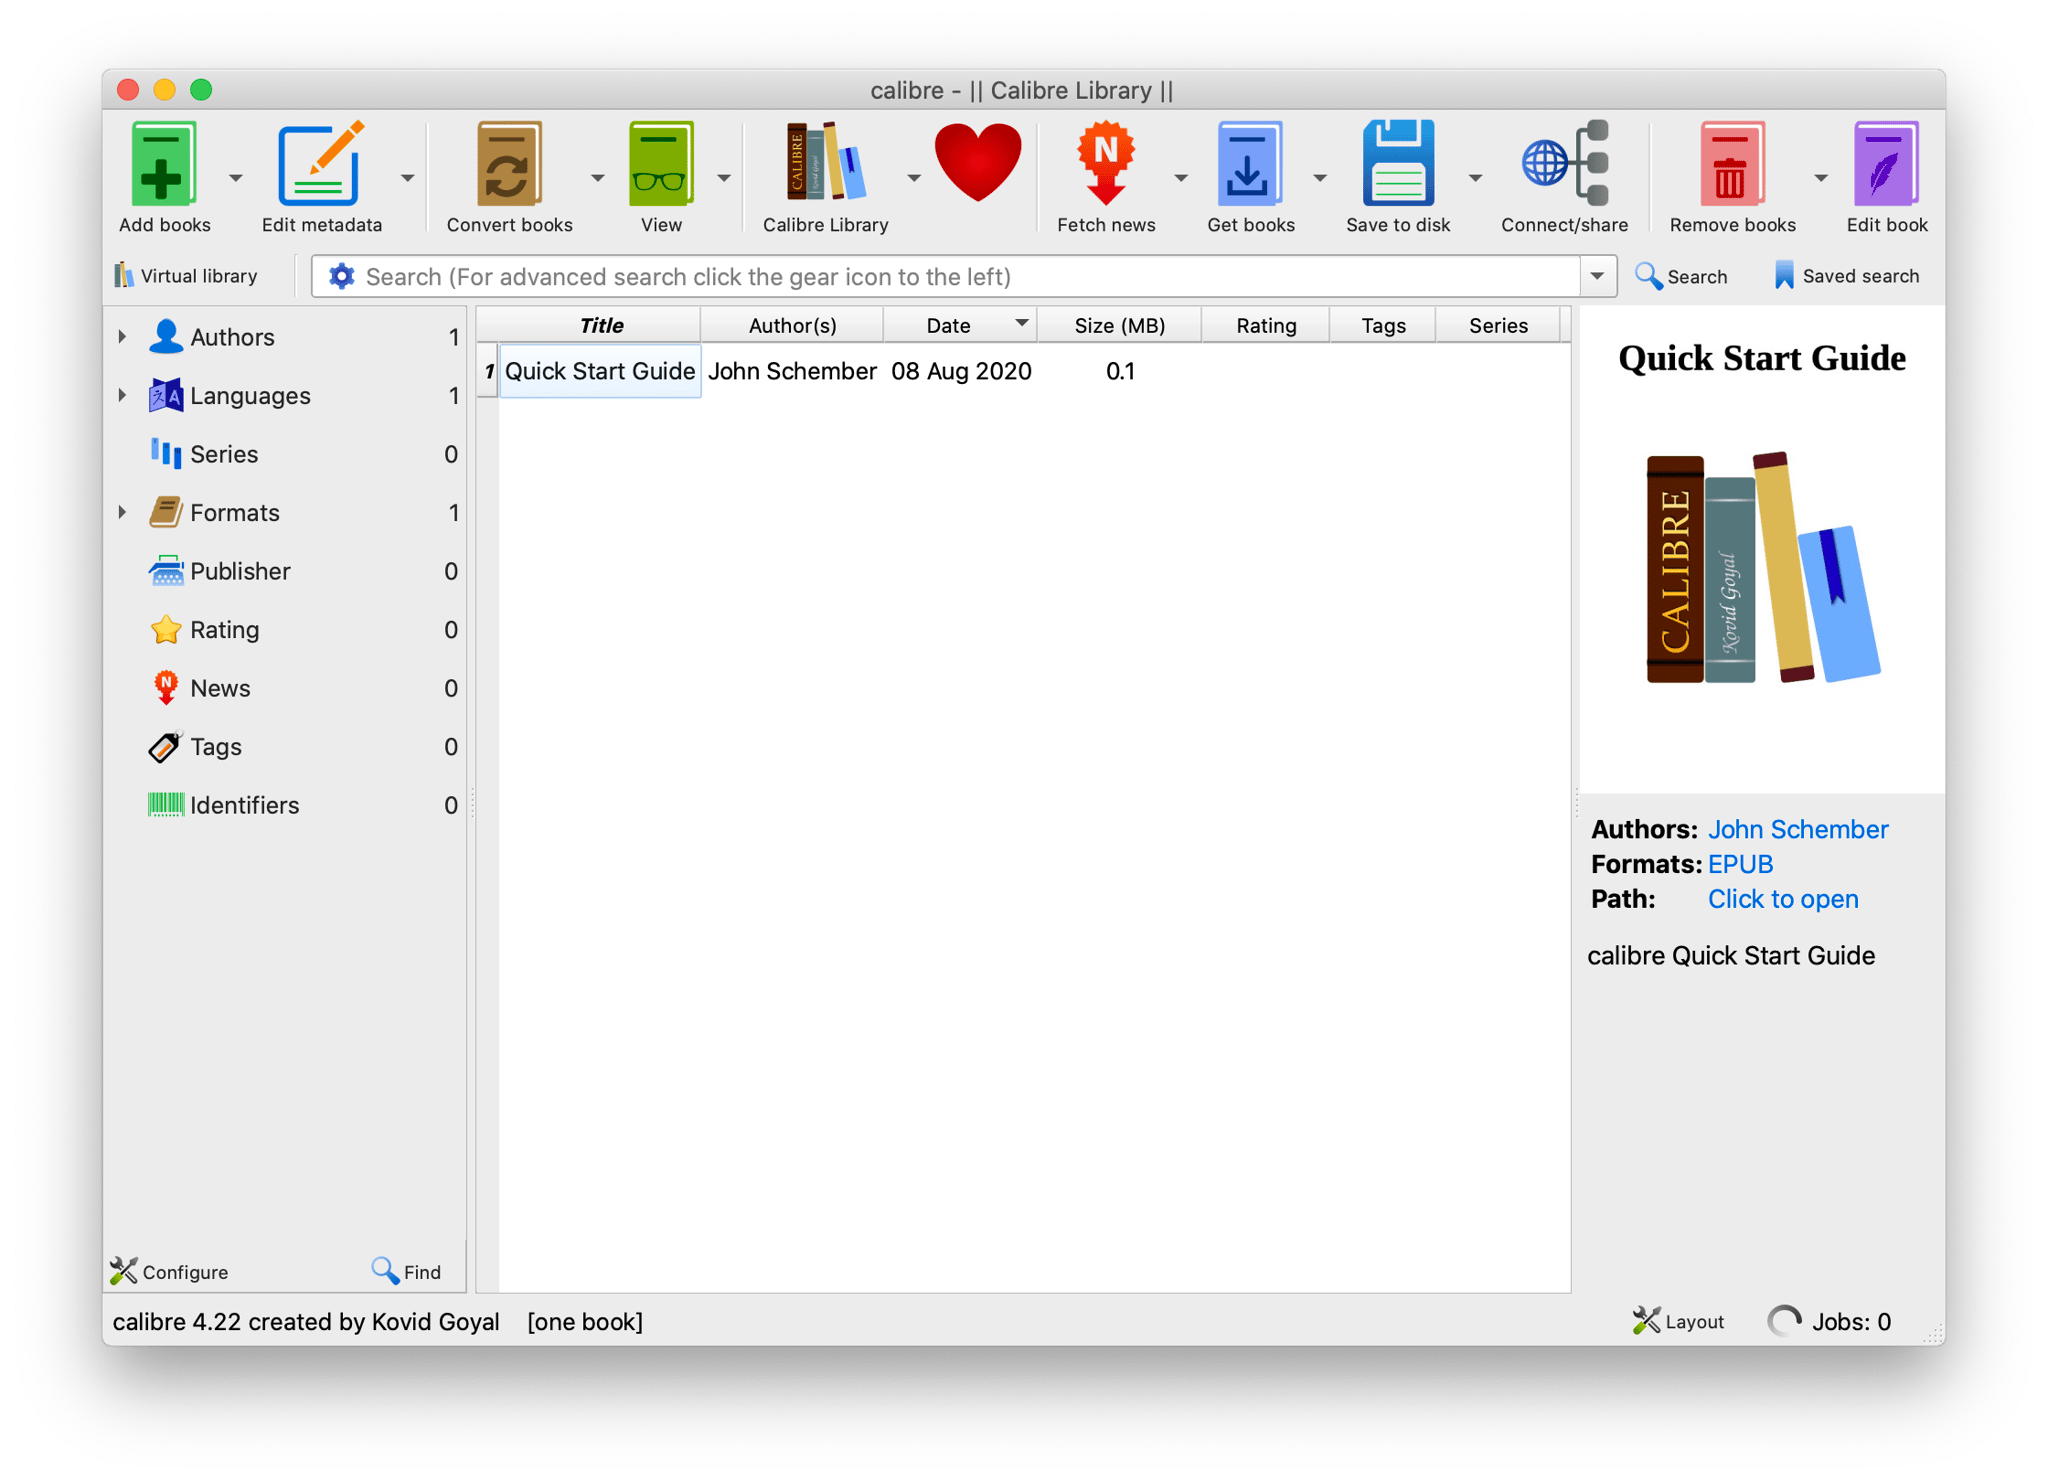 calibre - || Calibre Library ||
CALIBRE
Kovid Goyal
N
Add books
Edit metadata
Convert books
View
Calibre Library
Fetch news
Get books
Save to disk
Connect/share
Remove books
Edit book
Virtual library
Search (For advanced search click the gear icon to the left)
Search
Saved search
Authors 1
Languages 1
Series 0
Formats 1
Publisher 0
Rating 0
N
News 0
Tags 0
Identifiers 0
Configure
Find
Title Author(s) Date Size (MB) Rating Tags Series
1 Quick Start Guide John Schember 08 Aug 2020 0.1
Quick Start Guide
CALIBRE
Kovid Goyal
Authors: John Schember
Formats: EPUB
Path: Click to open
calibre Quick Start Guide
calibre 4.22 created by Kovid Goyal [one book]
Layout
Jobs: 0